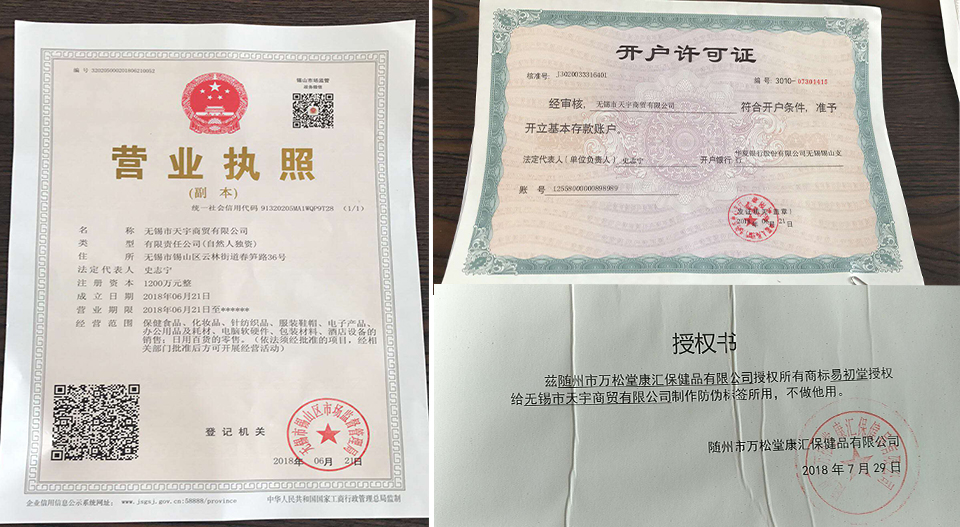 编号 320205000201806210052
锡山市场监管
营业执照
(副 本)
统一社会信用代码 91320205MA1WQP9T28 (1/1)
名 称 无锡市天宇商贸有限公司
类 型 有限责任公司(自然人独资)
住 所 无锡市锡山区云林街道春笋路36号
法定代表人 史志宁
注册资本 1200万元整
成立日期 2018年06月21日
营业期限 2018年06月21日至******
经营范围 保健食品、化妆品、针纺织品、服装鞋帽、电子产品、
办公用品及耗材、电脑软硬件、包装材料、酒店设备的
销售；日用百货的零售。（依法须经批准的项目，经相
关部门批准后方可开展经营活动）
登记机关
无锡市锡山区市场监督管理局
2018年 06月 21日
企业信用信息公示系统网址: www.jsgsj.gov.cn:58888/province
中华人民共和国国家工商行政管理总局监制
开户许可证
核准号: J3020033316401
编号 3010-07301415
经审核, 无锡市天宇商贸有限公司 符合开户条件，准予
开立基本存款账户。
法定代表人(单位负责人) 史志宁 开户银行 华夏银行股份有限公司无锡锡山支
行
账 号 12558000000898989
授权书
兹随州市万松堂康汇保健品有限公司授权所有商标易初堂授权
给无锡市天宇商贸有限公司制作防伪标签所用，不做他用。
随州市万松堂康汇保健品有限公司
2018年7月29日